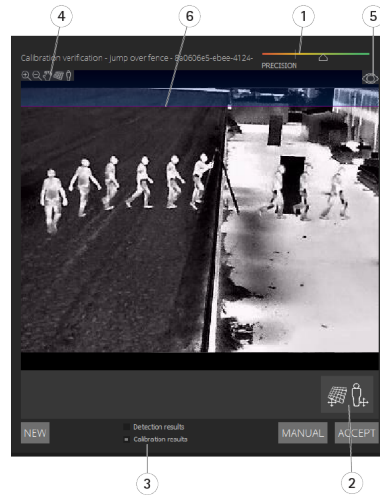 4
6
1
5
Calibration verification - jump over fence - 8a0606e5-ebee-4124-
PRECISION
NEW
Detection results
Calibration results
MANUAL
ACCEPT
3
2